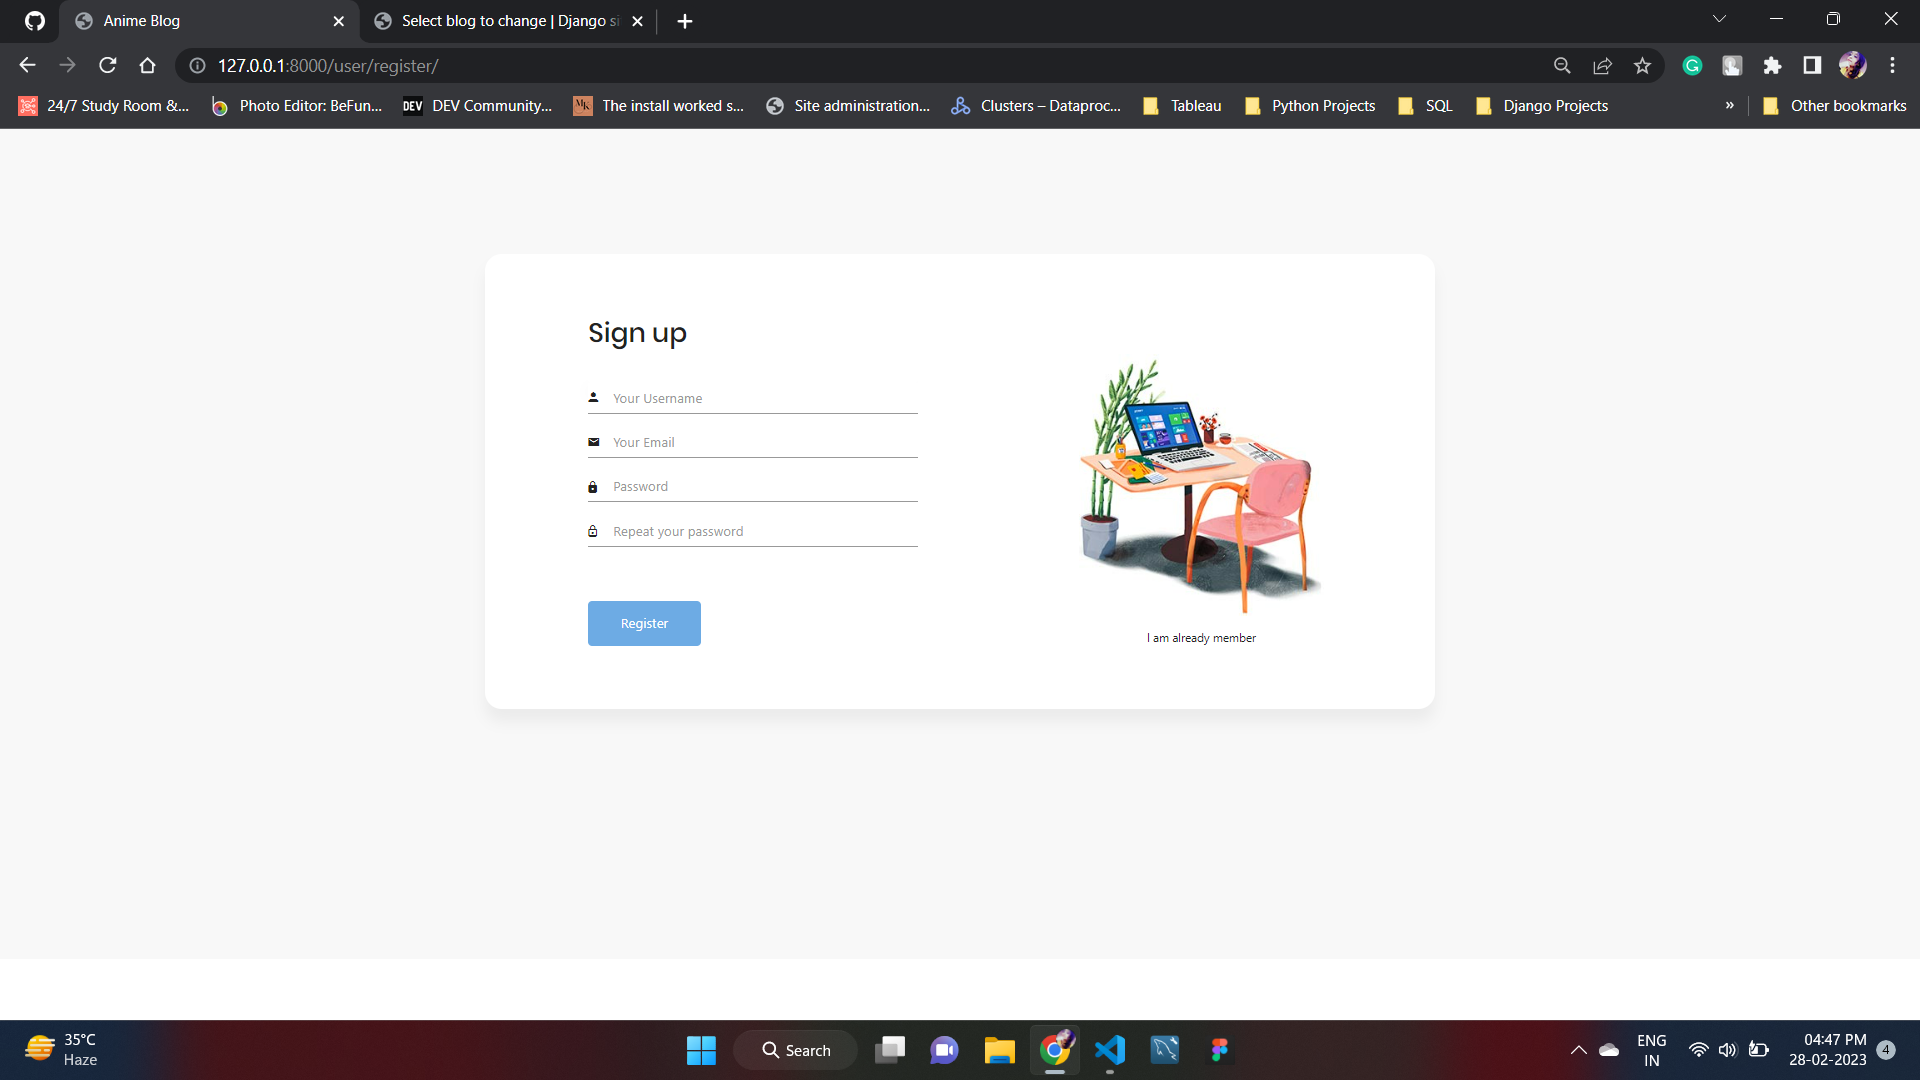 Anime Blog
Select blog to change | Django si
127.0.0.1:8000/user/register/
24/7 Study Room &...
Photo Editor: BeFun...
DEV DEV Community...
MK The install worked s...
Site administration...
Clusters – Dataproc...
Tableau
Python Projects
SQL
Django Projects
»
Other bookmarks
Sign up
Your Username
Your Email
Password
Repeat your password
Register
I am already member
35°C
Haze
Search
ENG
IN
04:47 PM
28-02-2023
4